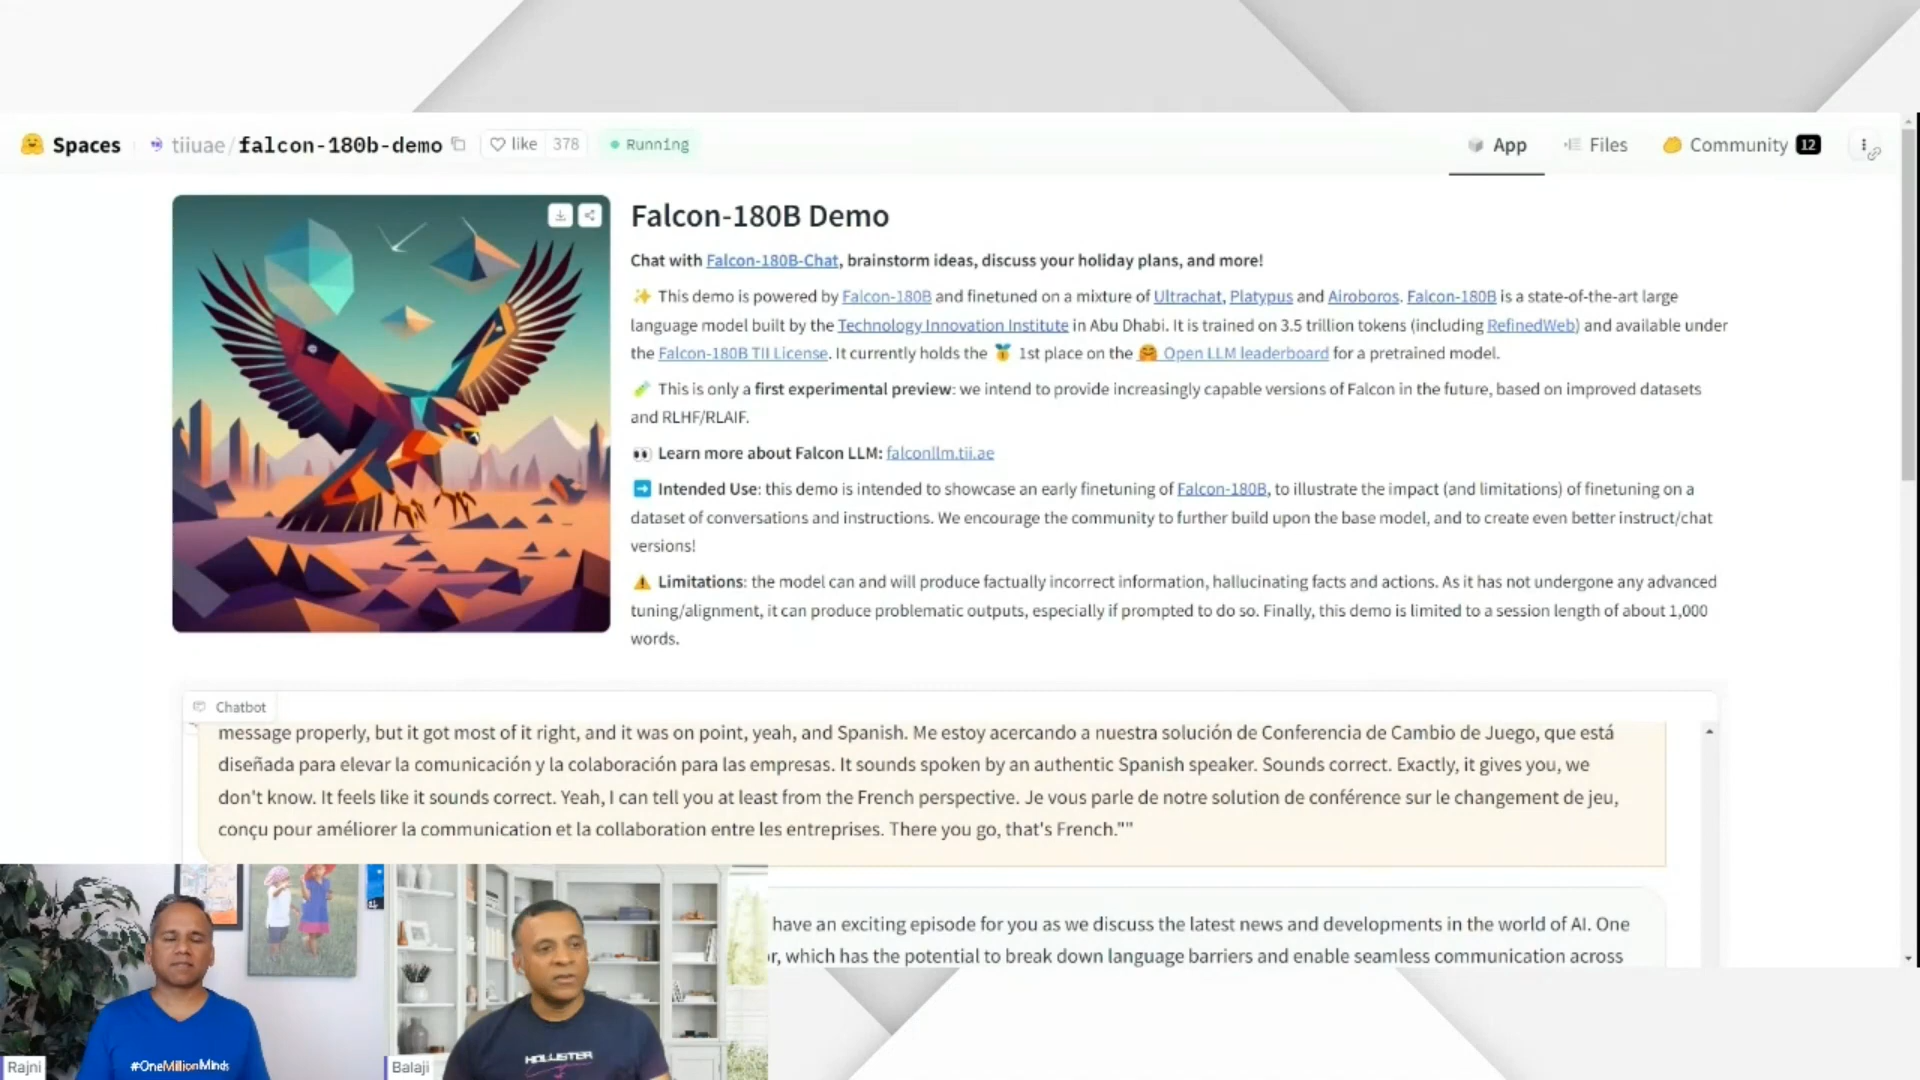 Spaces
tiiuae/falcon-180b-demo
like 378
Running
App
Files
Community 12
Falcon-180B Demo
Chat with Falcon-180B-Chat, brainstorm ideas, discuss your holiday plans, and more!
✨ This demo is powered by Falcon-180B and finetuned on a mixture of Ultrachat, Platypus and Airoboros. Falcon-180B is a state-of-the-art large
language model built by the Technology Innovation Institute in Abu Dhabi. It is trained on 3.5 trillion tokens (including RefinedWeb) and available under
the Falcon-180B TII License. It currently holds the 🥇 1st place on the 🤗 Open LLM leaderboard for a pretrained model.
🧪 This is only a first experimental preview: we intend to provide increasingly capable versions of Falcon in the future, based on improved datasets
and RLHF/RLAIF.
👀 Learn more about Falcon LLM: falconllm.tii.ae
➡️ Intended Use: this demo is intended to showcase an early finetuning of Falcon-180B, to illustrate the impact (and limitations) of finetuning on a
dataset of conversations and instructions. We encourage the community to further build upon the base model, and to create even better instruct/chat
versions!
⚠️ Limitations: the model can and will produce factually incorrect information, hallucinating facts and actions. As it has not undergone any advanced
tuning/alignment, it can produce problematic outputs, especially if prompted to do so. Finally, this demo is limited to a session length of about 1,000
words.
Chatbot
message properly, but it got most of it right, and it was on point, yeah, and Spanish. Me estoy acercando a nuestra solución de Conferencia de Cambio de Juego, que está
diseñada para elevar la comunicación y la colaboración para las empresas. It sounds spoken by an authentic Spanish speaker. Sounds correct. Exactly, it gives you, we
don't know. It feels like it sounds correct. Yeah, I can tell you at least from the French perspective. Je vous parle de notre solution de conférence sur le changement de jeu,
conçu pour améliorer la communication et la collaboration entre les entreprises. There you go, that's French.""
have an exciting episode for you as we discuss the latest news and developments in the world of AI. One
r, which has the potential to break down language barriers and enable seamless communication across
#OneMillionMinds
HOLLISTER
Rajni
Balaji